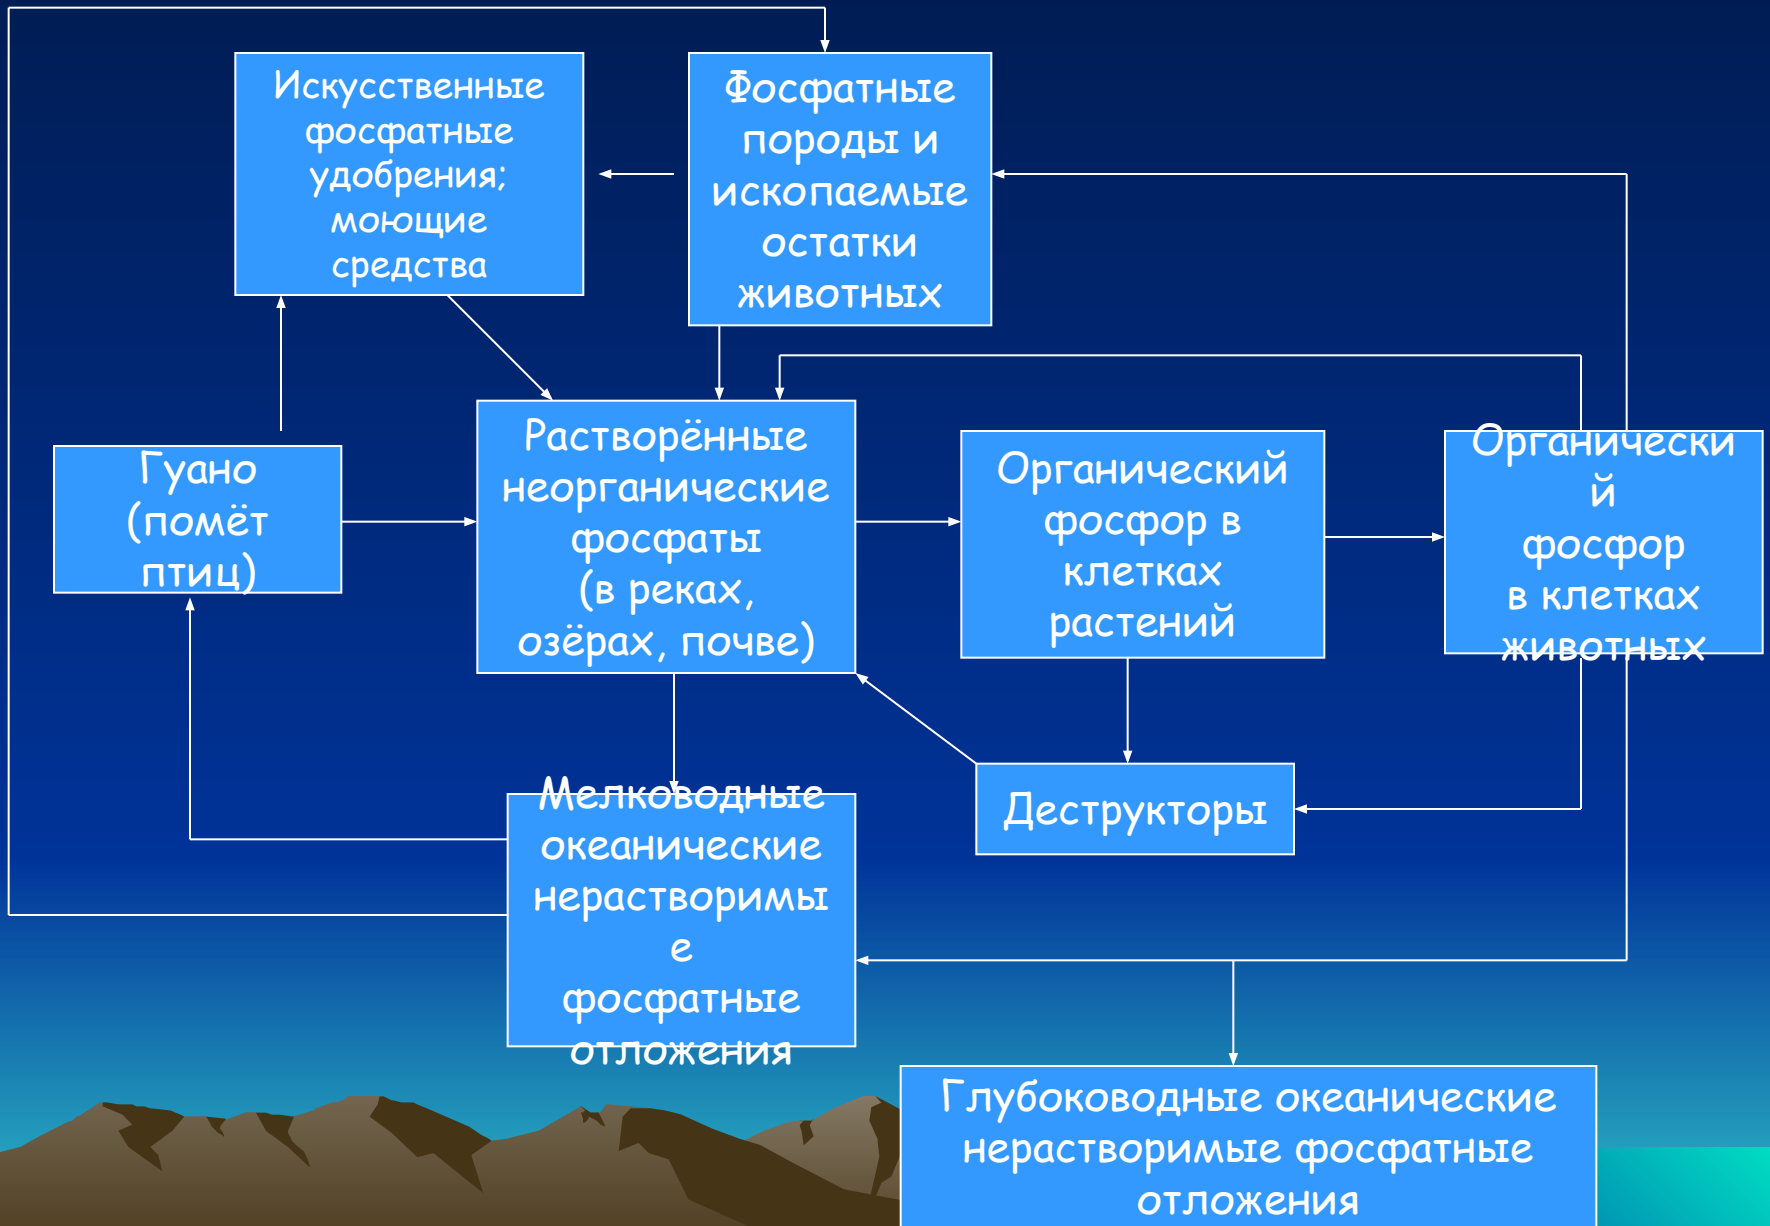 Искусственные
фосфатные
удобрения;
моющие
средства
Фосфатные
породы и
ископаемые
остатки
животных
Гуано
(помёт
птиц)
Растворённые
неорганические
фосфаты
(в реках,
озёрах, почве)
Органический
фосфор в
клетках
растений
Органически
й
фосфор
в клетках
животных
Деструкторы
Мелководные
океанические
нерастворимы
е
фосфатные
отложения
Глубоководные океанические
нерастворимые фосфатные
отложения